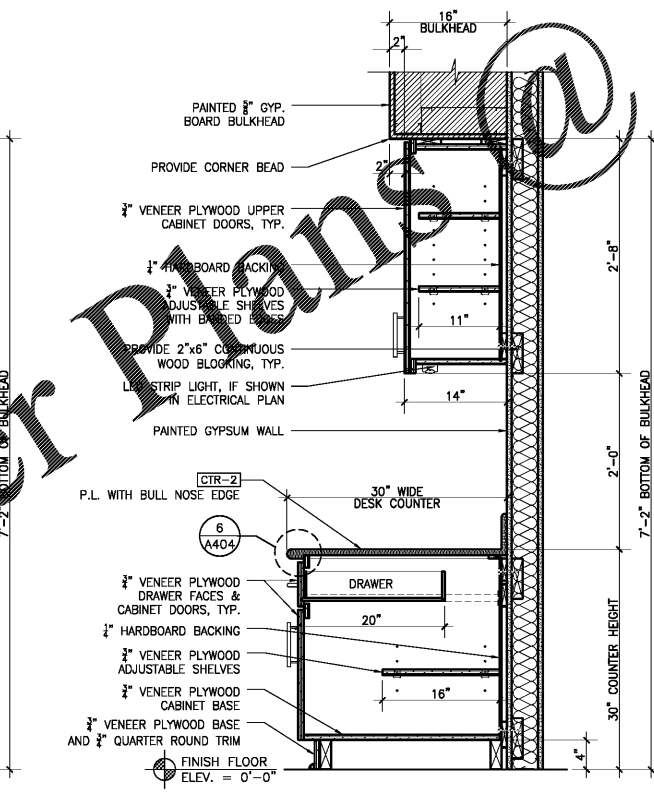 16"
BULKHEAD
2"
PAINTED ⅝" GYP.
BOARD BULKHEAD
PROVIDE CORNER BEAD
2"
¾" VENEER PLYWOOD UPPER
CABINET DOORS, TYP.
¼" HARDBOARD BACKING
¾" VENEER PLYWOOD
ADJUSTABLE SHELVES
WITH BANDED EDGES
11"
PROVIDE 2"x6" CONTINUOUS
WOOD BLOCKING, TYP.
LED STRIP LIGHT, IF SHOWN
IN ELECTRICAL PLAN
14"
PAINTED GYPSUM WALL
CTR-2
P.L. WITH BULL NOSE EDGE
30" WIDE
DESK COUNTER
6
A404
¾" VENEER PLYWOOD
DRAWER FACES &
CABINET DOORS, TYP.
DRAWER
20"
¼" HARDBOARD BACKING
¾" VENEER PLYWOOD
ADJUSTABLE SHELVES
16"
¾" VENEER PLYWOOD
CABINET BASE
¾" VENEER PLYWOOD BASE
AND ¾" QUARTER ROUND TRIM
FINISH FLOOR
ELEV. = 0'-0"
4"
2'-8"
2'-0"
30" COUNTER HEIGHT
7'-2" BOTTOM OF BULKHEAD
7'-2" BOTTOM OF BULKHEAD
er Plans @